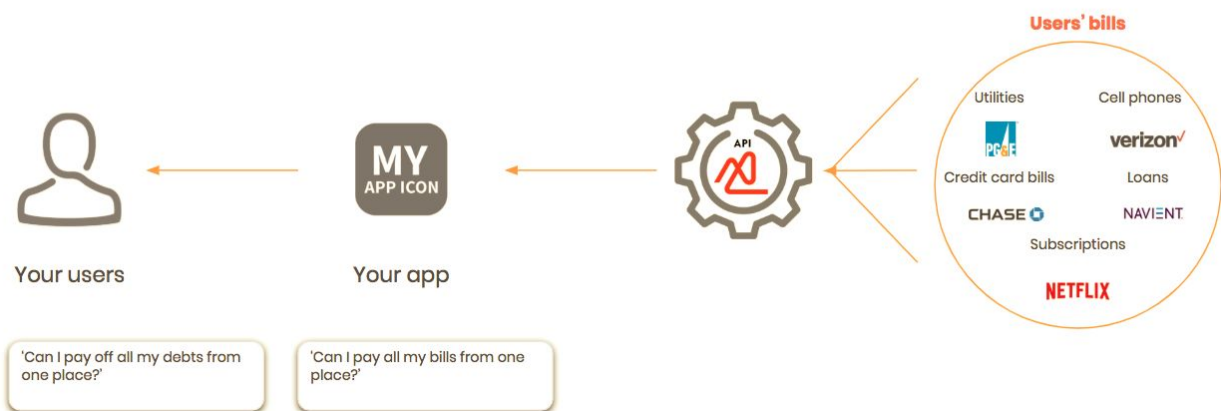 Users' bills
Utilities
Cell phones
PG&E
verizon
Credit card bills
Loans
CHASE
NAVIENT
Subscriptions
NETFLIX
API
MY
APP ICON
Your users
Your app
'Can I pay off all my debts from
one place?'
'Can I pay all my bills from one
place?'